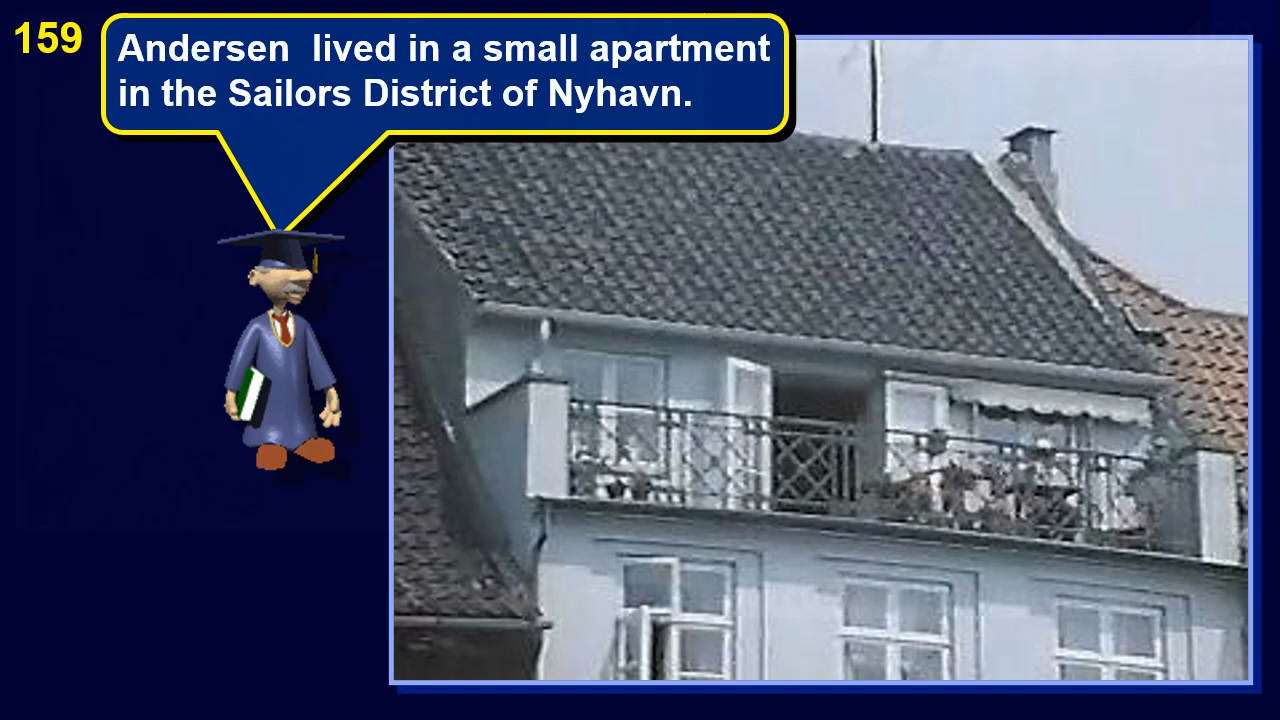 159
Andersen  lived in a small apartment
in the Sailors District of Nyhavn.